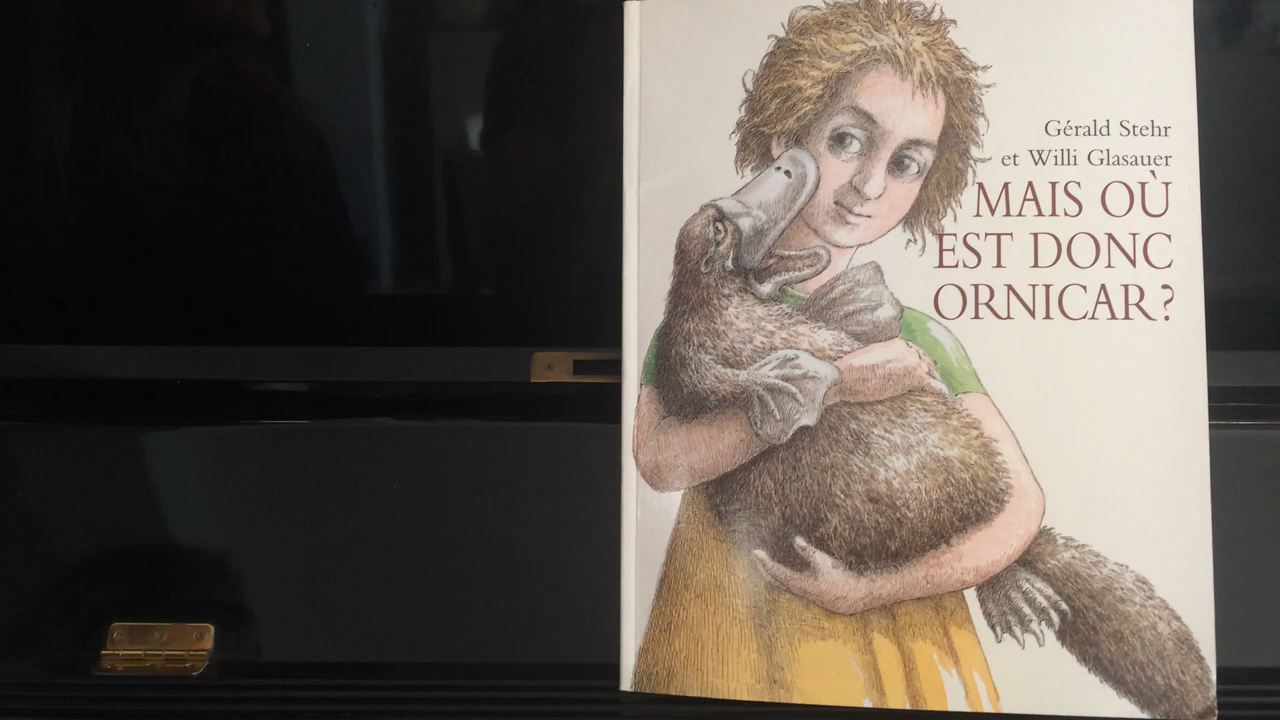 Gérald Stehr
et Willi Glasauer
MAIS OÙ
EST DONC
ORNICAR ?